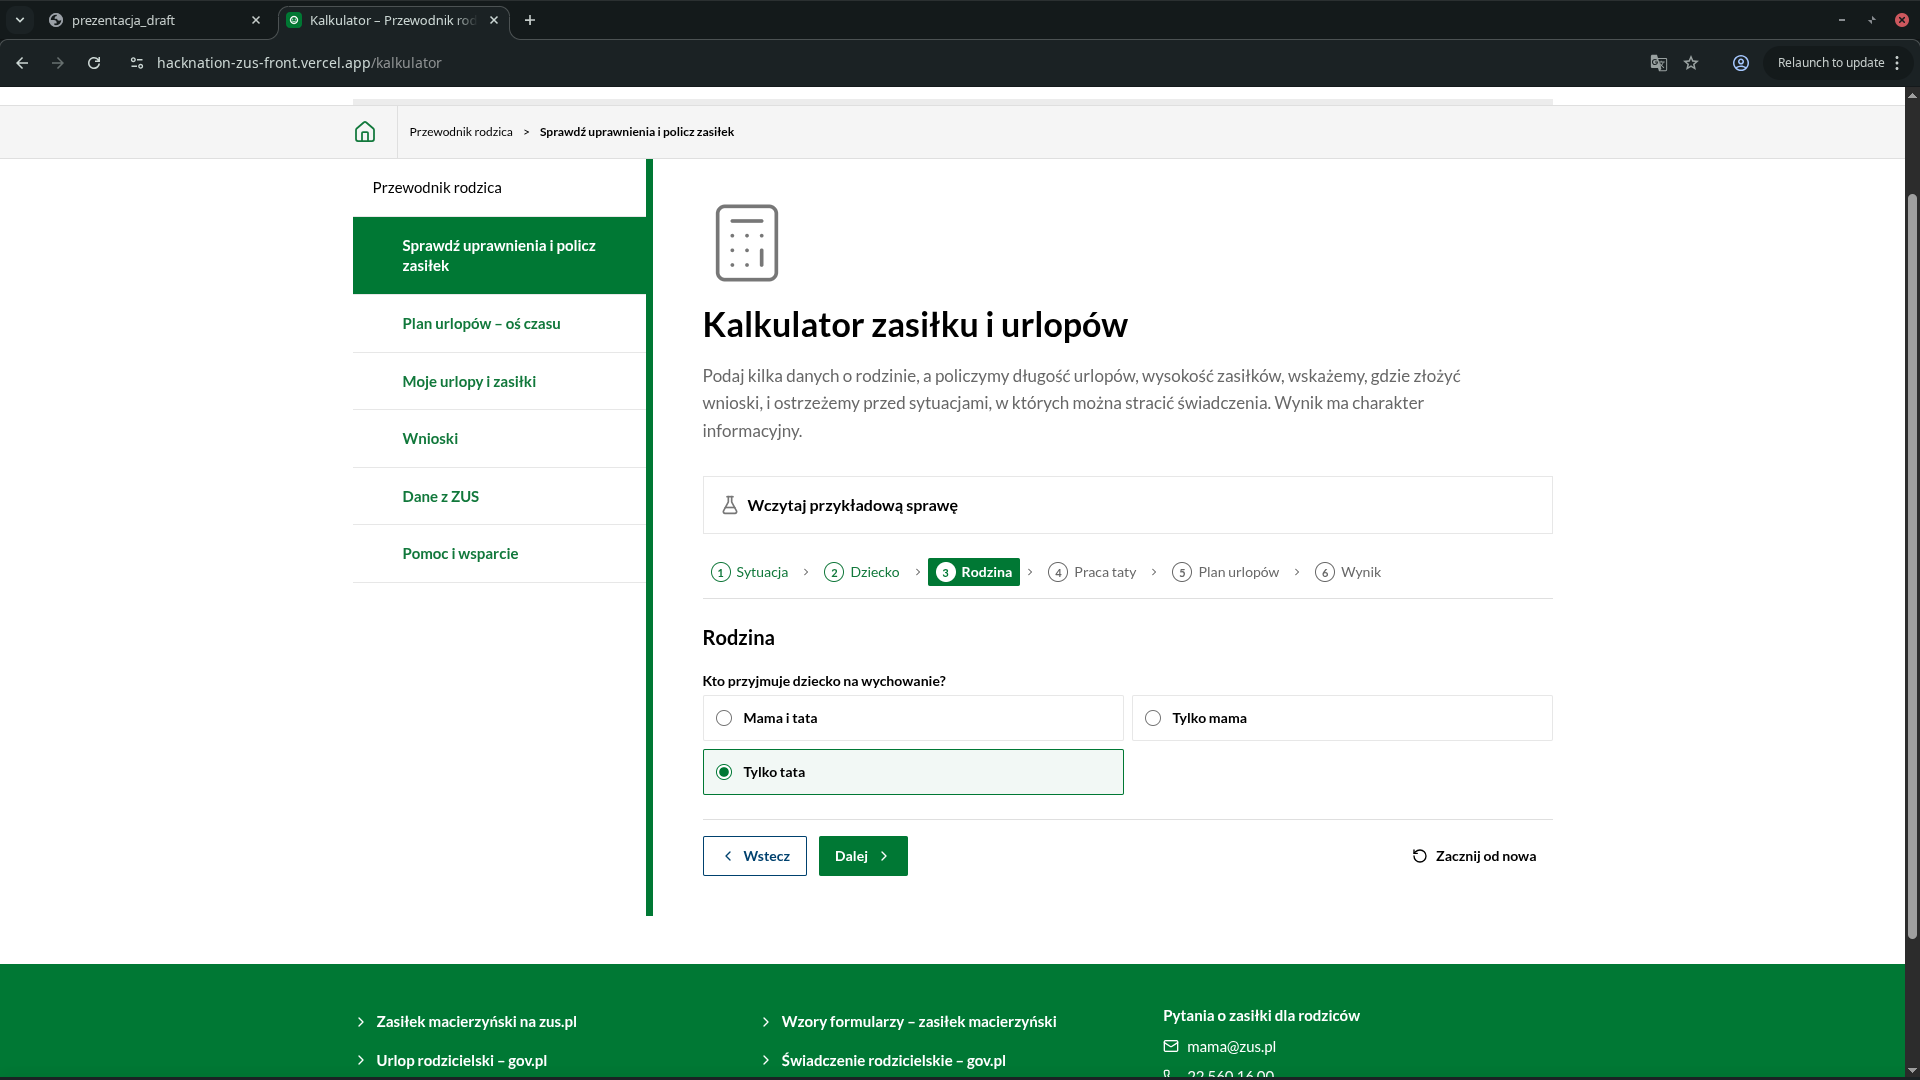 prezentacja_draft
Kalkulator – Przewodnik rod
hacknation-zus-front.vercel.app/kalkulator
Relaunch to update
Przewodnik rodzica > Sprawdź uprawnienia i policz zasiłek
Przewodnik rodzica
Sprawdź uprawnienia i policz
zasiłek
Plan urlopów – oś czasu
Moje urlopy i zasiłki
Wnioski
Dane z ZUS
Pomoc i wsparcie
Kalkulator zasiłku i urlopów
Podaj kilka danych o rodzinie, a policzymy długość urlopów, wysokość zasiłków, wskażemy, gdzie złożyć
wnioski, i ostrzeżemy przed sytuacjami, w których można stracić świadczenia. Wynik ma charakter
informacyjny.
Wczytaj przykładową sprawę
1 Sytuacja > 2 Dziecko > 3 Rodzina > 4 Praca taty > 5 Plan urlopów > 6 Wynik
Rodzina
Kto przyjmuje dziecko na wychowanie?
Mama i tata
Tylko mama
Tylko tata
Wstecz
Dalej
Zacznij od nowa
Zasiłek macierzyński na zus.pl
Urlop rodzicielski – gov.pl
Wzory formularzy – zasiłek macierzyński
Świadczenie rodzicielskie – gov.pl
Pytania o zasiłki dla rodziców
mama@zus.pl
22 560 16 00